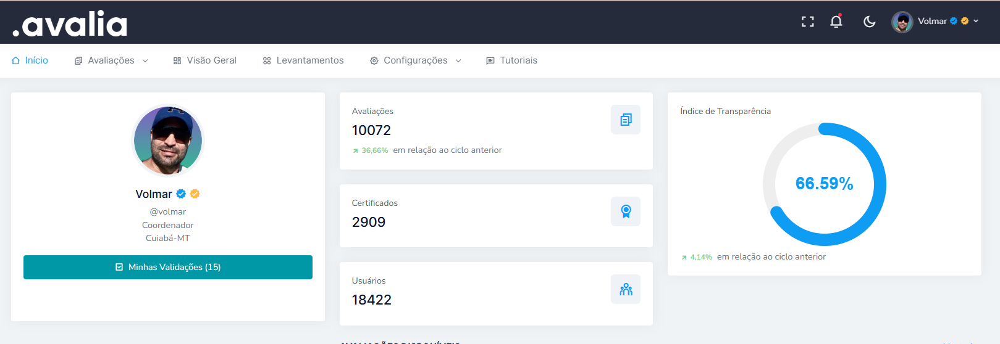 .avalia
Volmar
Início
Avaliações
Visão Geral
Levantamentos
Configurações
Tutoriais
Volmar
@volmar
Coordenador
Cuiabá-MT
Minhas Validações (15)
Avaliações
10072
36,66% em relação ao ciclo anterior
Certificados
2909
Usuários
18422
Índice de Transparência
66.59%
4,14% em relação ao ciclo anterior